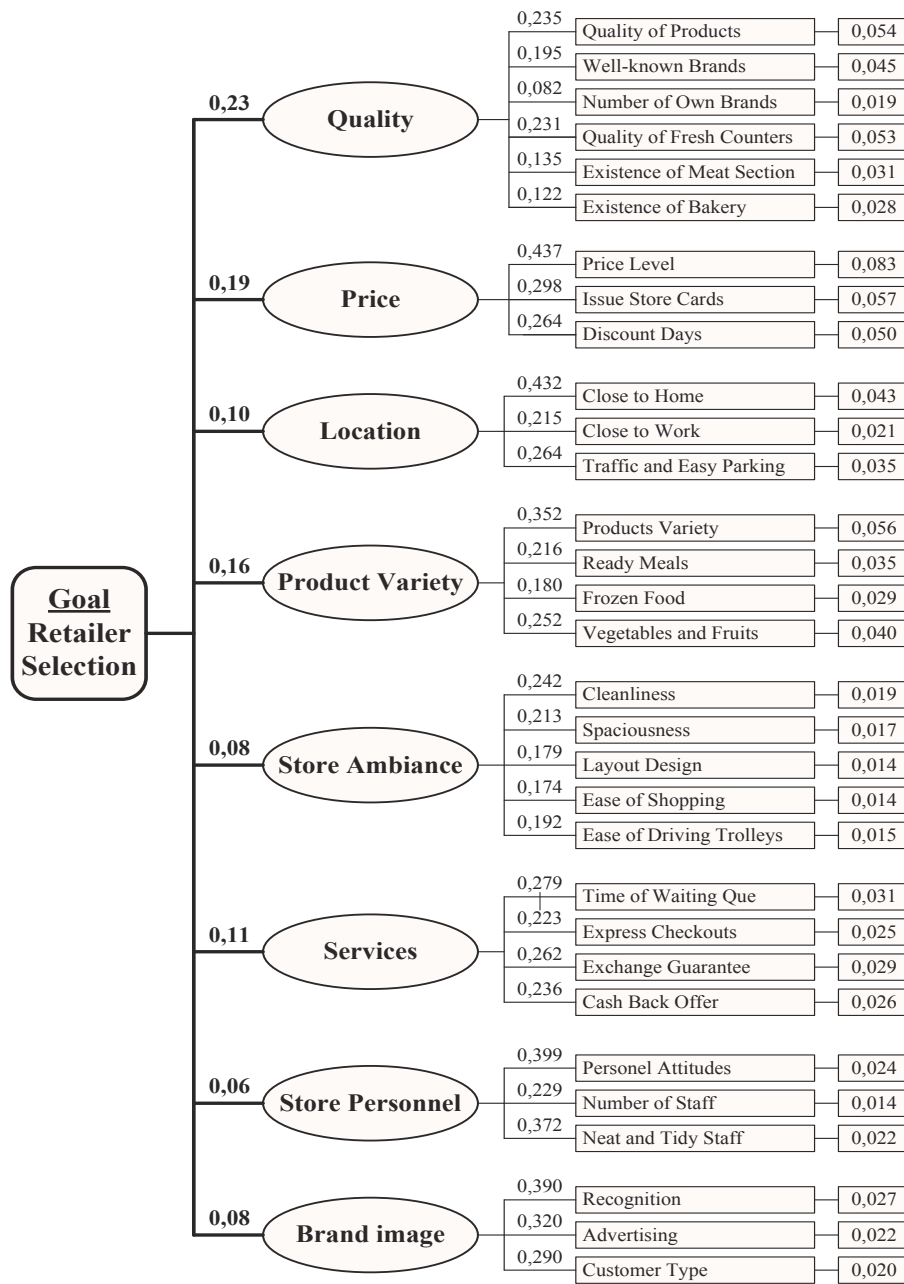 0,235
Quality of Products
0,054
0,195
Well-known Brands
0,045
0,23
Quality
0,082
Number of Own Brands
0,019
0,231
Quality of Fresh Counters
0,053
0,135
Existence of Meat Section
0,031
0,122
Existence of Bakery
0,028
0,19
Price
0,437
Price Level
0,083
0,298
Issue Store Cards
0,057
0,264
Discount Days
0,050
0,10
Location
0,432
Close to Home
0,043
0,215
Close to Work
0,021
0,264
Traffic and Easy Parking
0,035
Goal
Retailer
Selection
0,16
Product Variety
0,352
Products Variety
0,056
0,216
Ready Meals
0,035
0,180
Frozen Food
0,029
0,252
Vegetables and Fruits
0,040
0,08
Store Ambiance
0,242
Cleanliness
0,019
0,213
Spaciousness
0,017
0,179
Layout Design
0,014
0,174
Ease of Shopping
0,014
0,192
Ease of Driving Trolleys
0,015
0,11
Services
0,279
Time of Waiting Que
0,031
0,223
Express Checkouts
0,025
0,262
Exchange Guarantee
0,029
0,236
Cash Back Offer
0,026
0,06
Store Personnel
0,399
Personel Attitudes
0,024
0,229
Number of Staff
0,014
0,372
Neat and Tidy Staff
0,022
0,08
Brand image
0,390
Recognition
0,027
0,320
Advertising
0,022
0,290
Customer Type
0,020